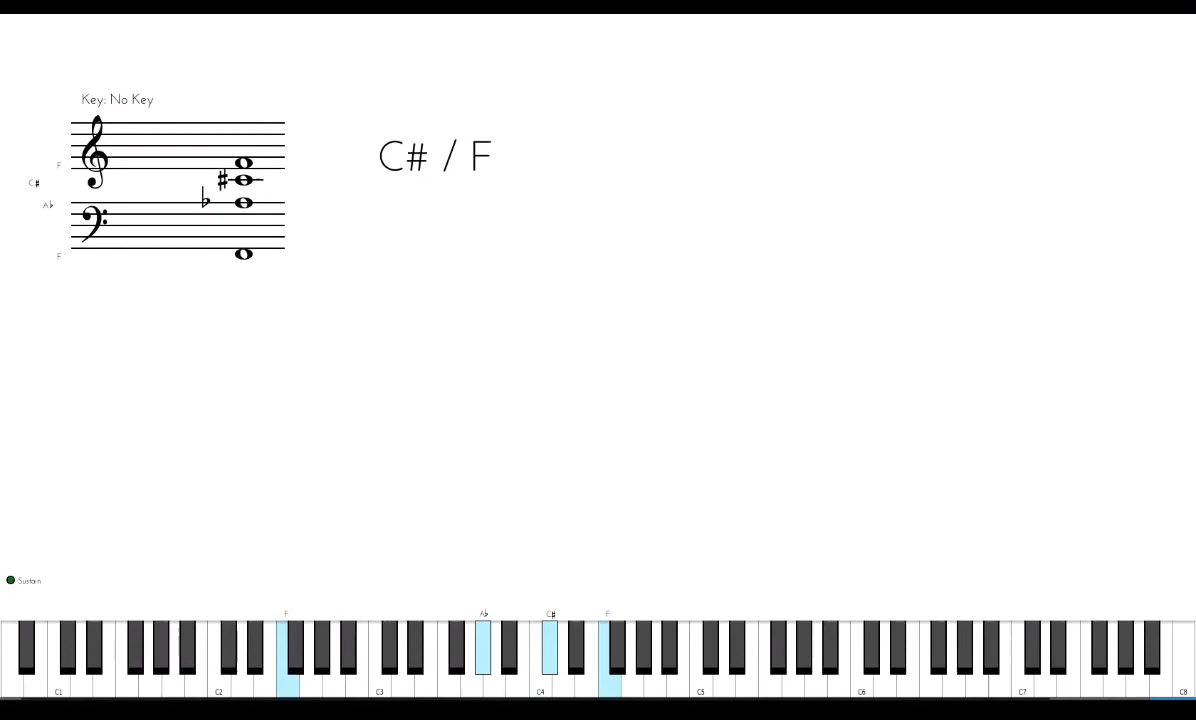 Key: No Key
C# / F
F
C#
Ab
F
Sustain
F Ab C# F
C1 C2 C3 C4 C5 C6 C7 C8